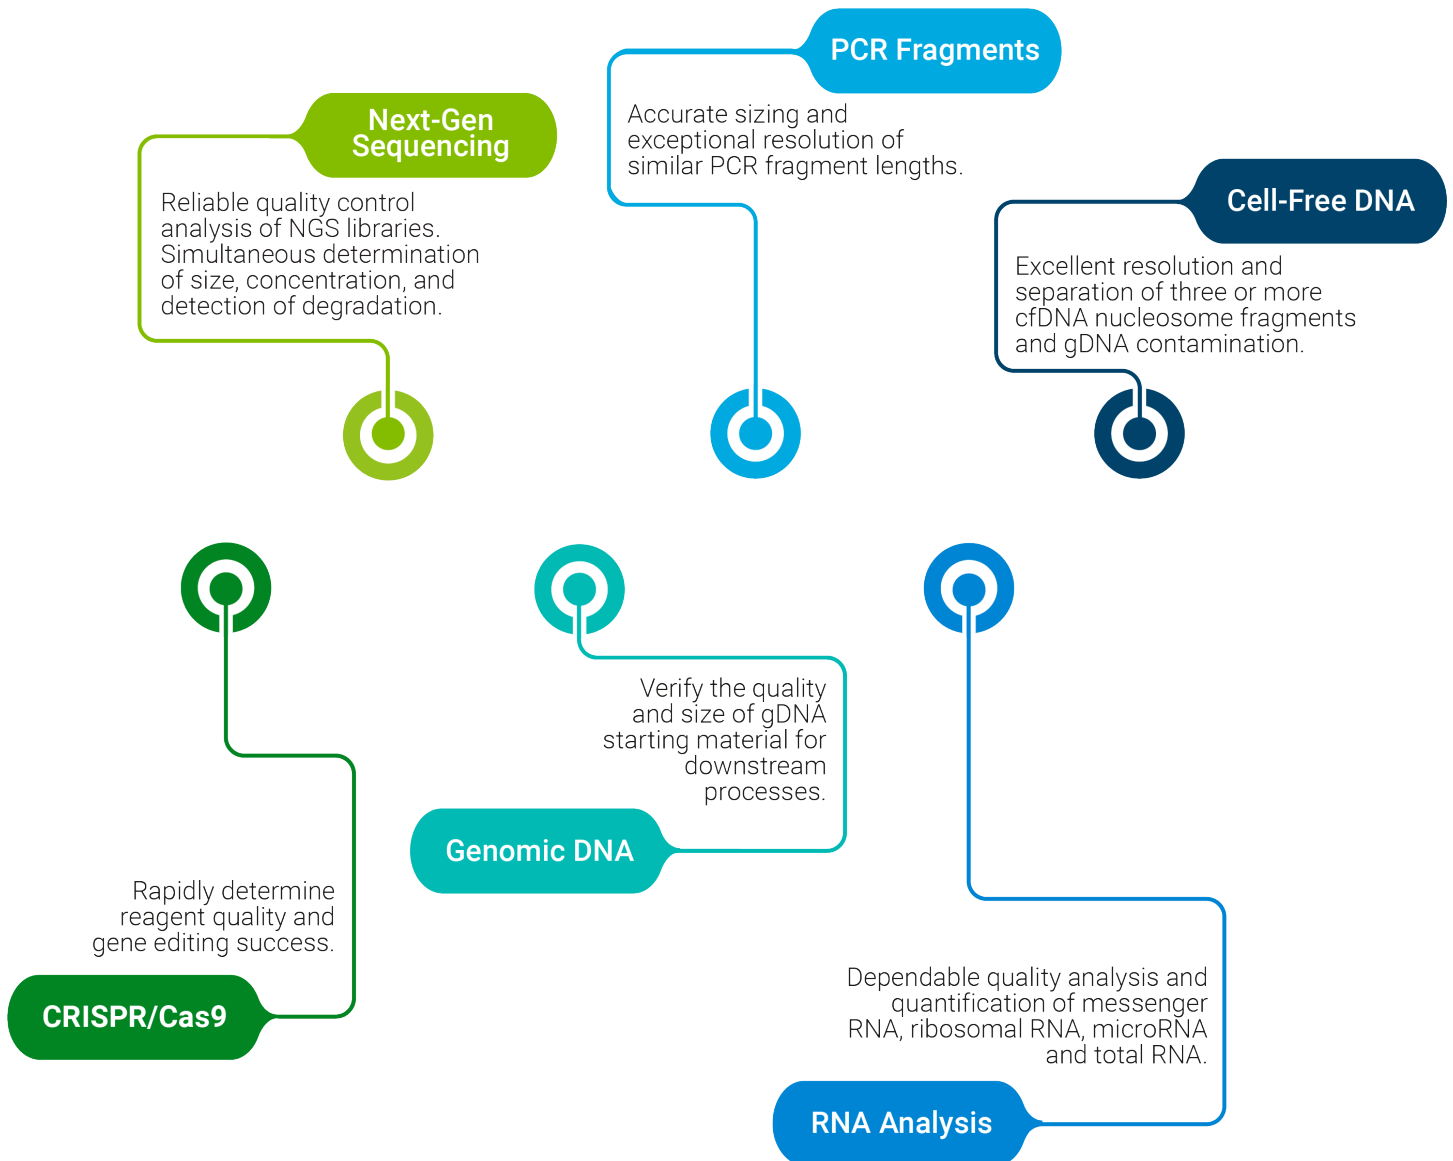 PCR Fragments
Accurate sizing and
exceptional resolution of
similar PCR fragment lengths.
Next-Gen
Sequencing
Reliable quality control
analysis of NGS libraries.
Simultaneous determination
of size, concentration, and
detection of degradation.
Cell-Free DNA
Excellent resolution and
separation of three or more
cfDNA nucleosome fragments
and gDNA contamination.
Verify the quality
and size of gDNA
starting material for
downstream
processes.
Genomic DNA
Rapidly determine
reagent quality and
gene editing success.
CRISPR/Cas9
Dependable quality analysis and
quantification of messenger
RNA, ribosomal RNA, microRNA
and total RNA.
RNA Analysis